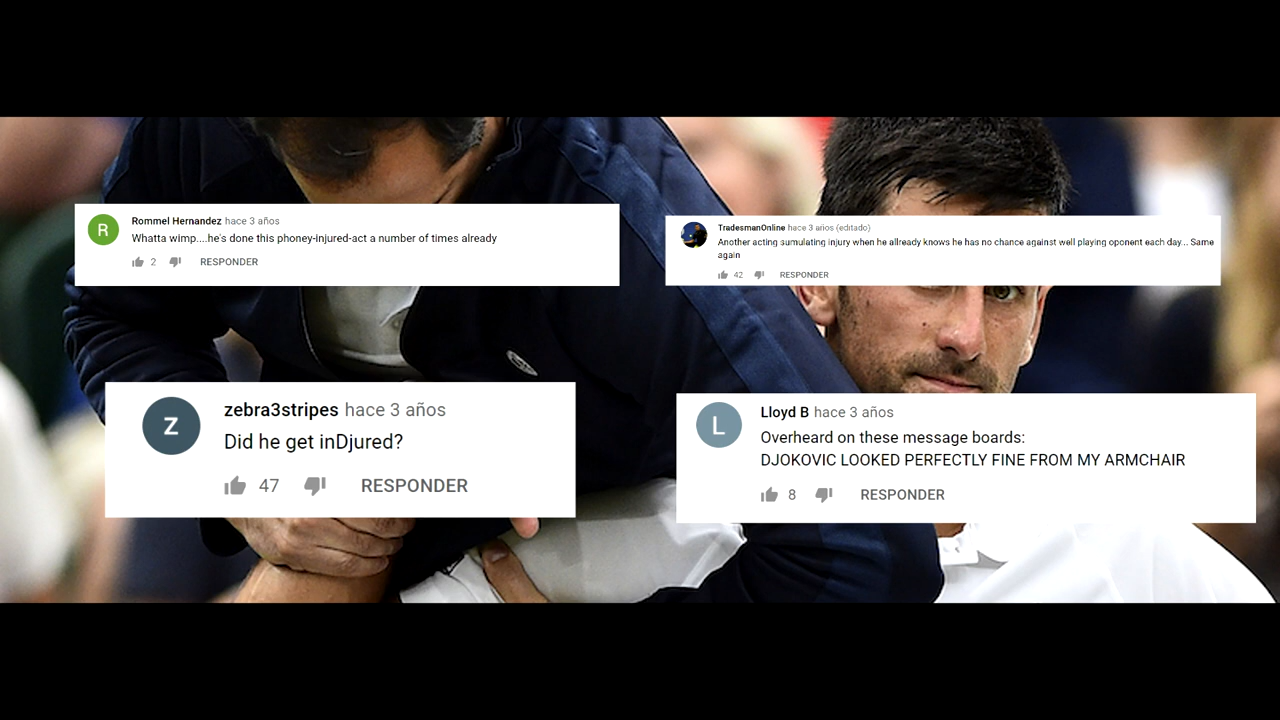 R
Rommel Hernandez hace 3 años
Whatta wimp....he's done this phoney-injured-act a number of times already
2 RESPONDER
TradesmanOnline hace 3 años (editado)
Another acting sumulating injury when he allready knows he has no chance against well playing oponent each day... Same
again
42 RESPONDER
Z
zebra3stripes hace 3 años
Did he get inDjured?
47 RESPONDER
L
Lloyd B hace 3 años
Overheard on these message boards:
DJOKOVIC LOOKED PERFECTLY FINE FROM MY ARMCHAIR
8 RESPONDER